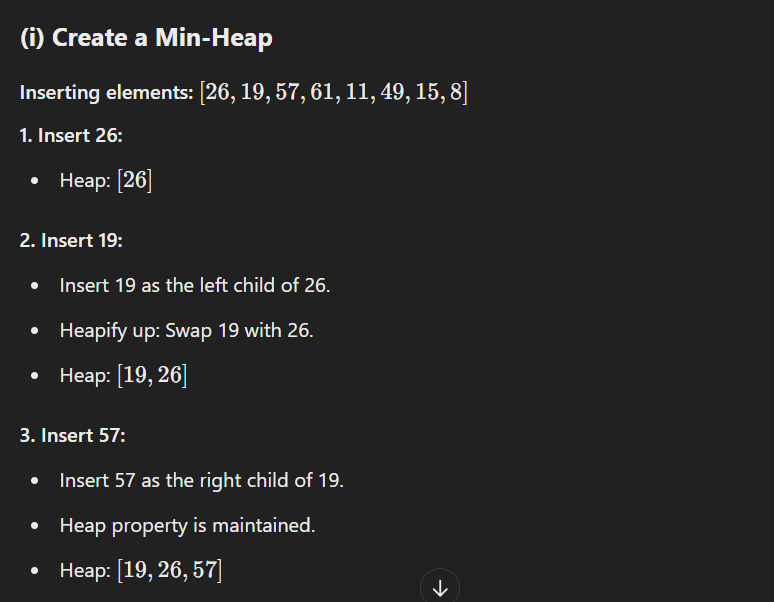 (i) Create a Min-Heap
Inserting elements: [26, 19, 57, 61, 11, 49, 15, 8]
1. Insert 26:
• Heap: [26]
2. Insert 19:
• Insert 19 as the left child of 26.
• Heapify up: Swap 19 with 26.
• Heap: [19, 26]
3. Insert 57:
• Insert 57 as the right child of 19.
• Heap property is maintained.
• Heap: [19, 26, 57]